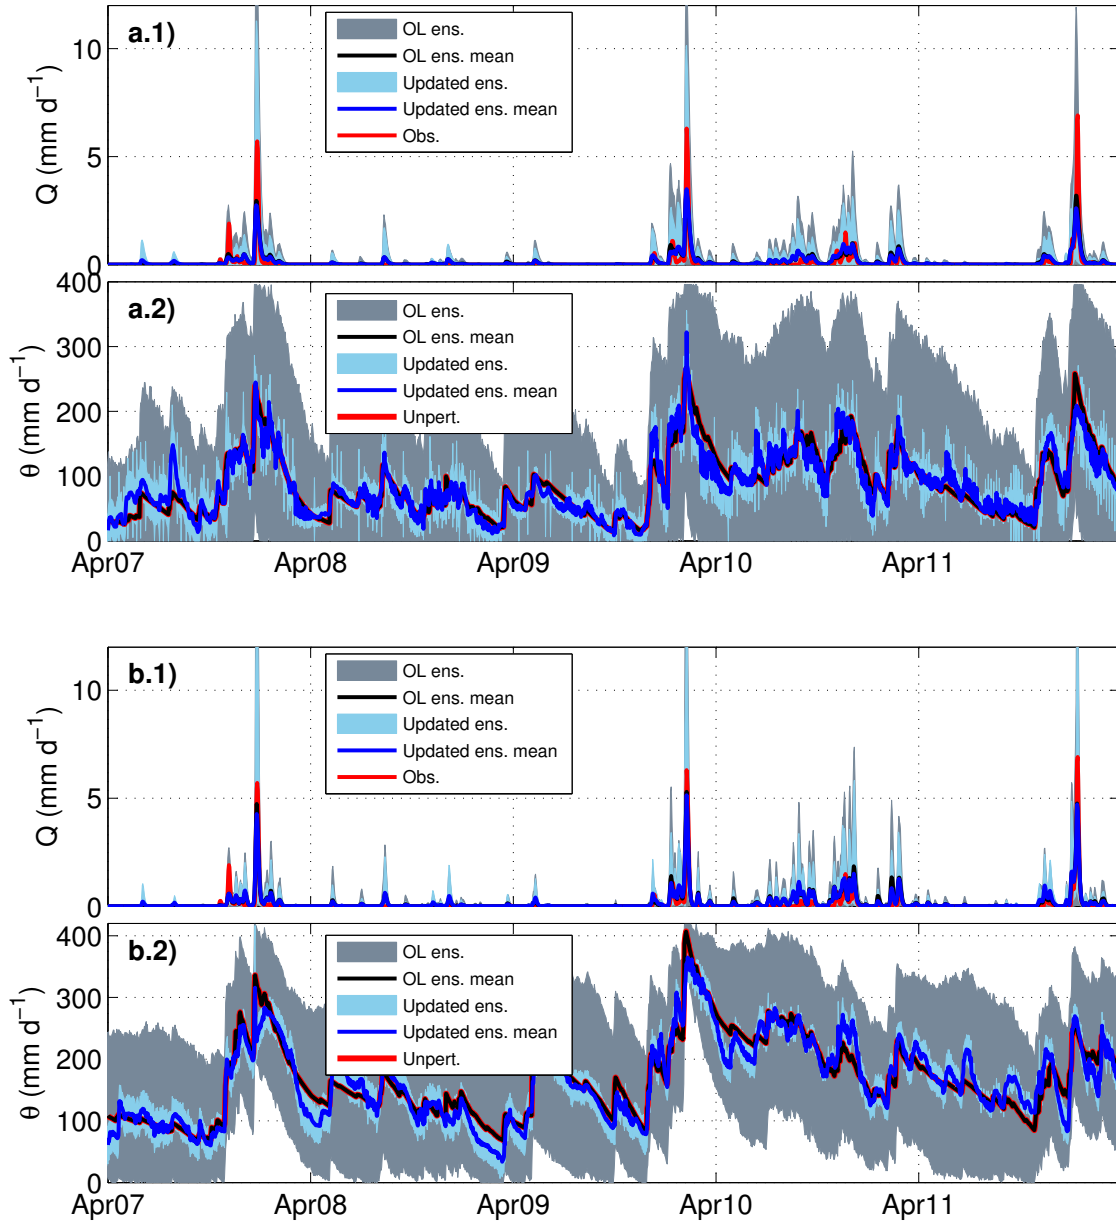 a.1)
Q (mm d⁻¹)
10
5
0
OL ens.
OL ens. mean
Updated ens.
Updated ens. mean
Obs.
a.2)
θ (mm d⁻¹)
400
300
200
100
0
OL ens.
OL ens. mean
Updated ens.
Updated ens. mean
Unpert.
Apr07 Apr08 Apr09 Apr10 Apr11
b.1)
Q (mm d⁻¹)
10
5
0
OL ens.
OL ens. mean
Updated ens.
Updated ens. mean
Obs.
b.2)
θ (mm d⁻¹)
400
300
200
100
0
OL ens.
OL ens. mean
Updated ens.
Updated ens. mean
Unpert.
Apr07 Apr08 Apr09 Apr10 Apr11